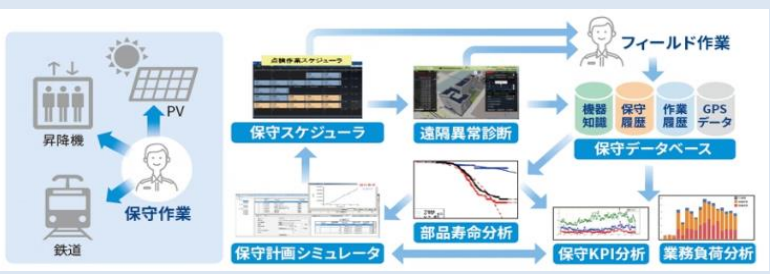 PV
昇降機
保守作業
鉄道
点検作業スケジューラ
保守スケジューラ
遠隔異常診断
フィールド作業
機器
知識
保守
履歴
作業
履歴
GPS
データ
保守データベース
保守計画シミュレータ
部品寿命分析
保守KPI分析
業務負荷分析